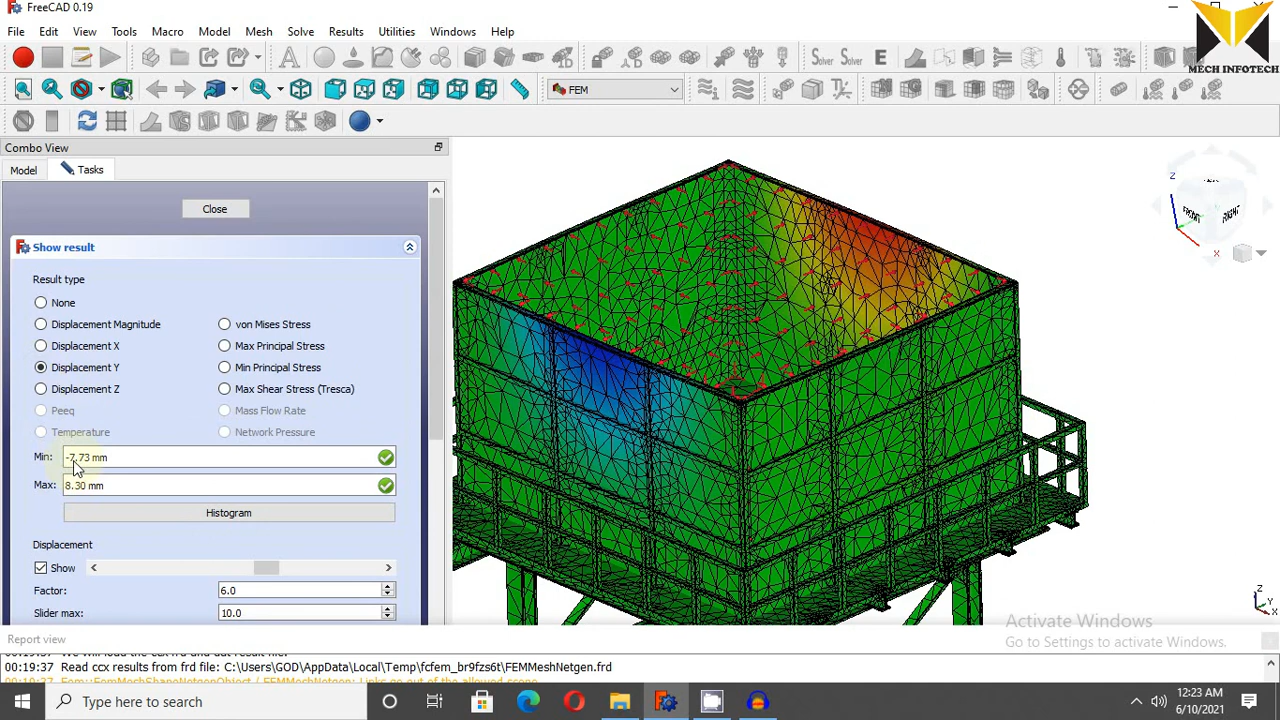 FreeCAD 0.19
File Edit View Tools Macro Model Mesh Solve Results Utilities Windows Help
MECH INFOTECH
Solver Solver E
FEM
Combo View
Model Tasks
Close
Show result
Result type
None
Displacement Magnitude von Mises Stress
Displacement X Max Principal Stress
Displacement Y Min Principal Stress
Displacement Z Max Shear Stress (Tresca)
Peeq Mass Flow Rate
Temperature Network Pressure
Min: -7.73 mm
Max: 8.30 mm
Histogram
Displacement
Show
Factor: 6.0
Slider max: 10.0
Z
FRONT RIGHT
X
Z
Y
X
Activate Windows
Go to Settings to activate Windows.
Report view
00:19:37 Read ccx results from frd file: C:\Users\GOD\AppData\Local\Temp\fcfem_br9fzs6t\FEMMeshNetgen.frd
Type here to search
12:23 AM
6/10/2021